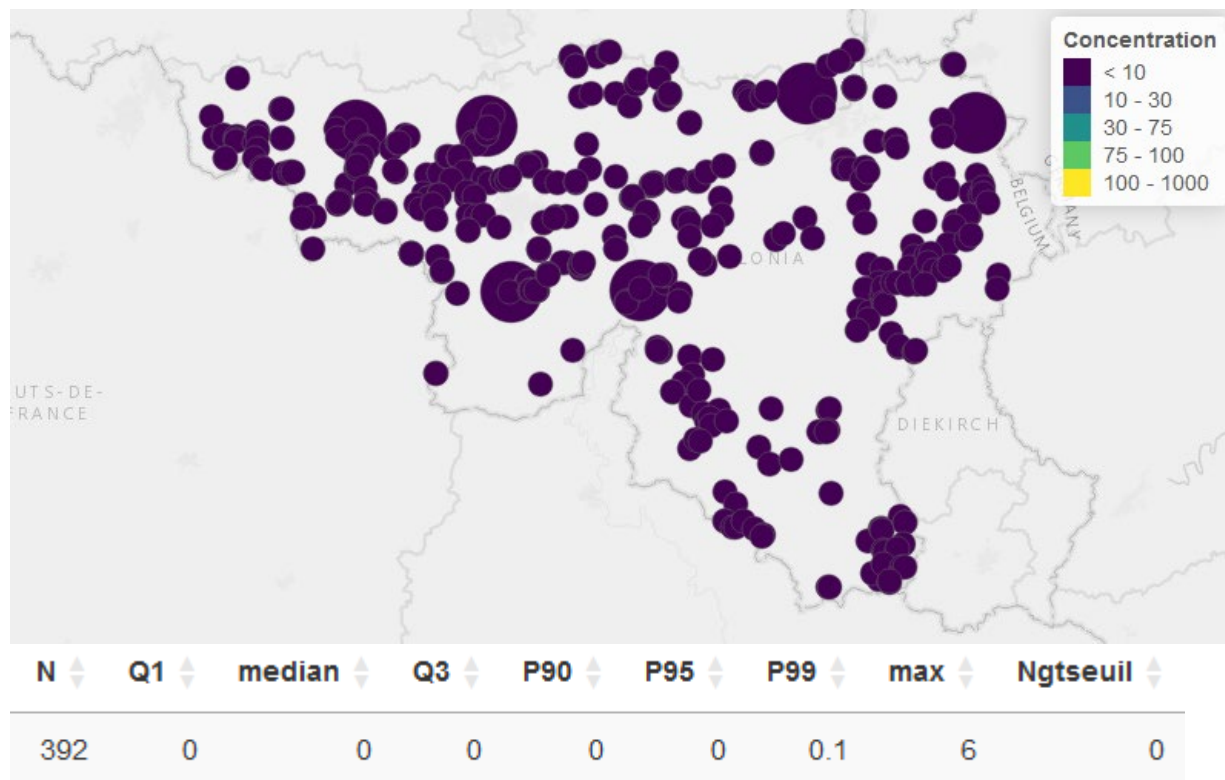 Concentration
< 10
10 - 30
30 - 75
75 - 100
100 - 1000
BELGIUM
LONIA
UTS-DE-
FRANCE
DIEKIRCH
N Q1 median Q3 P90 P95 P99 max Ngtseuil
392 0 0 0 0 0 0.1 6 0